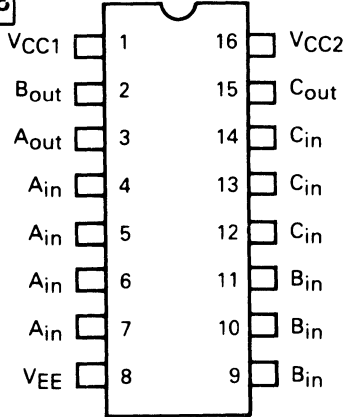 VCC1 1 16 VCC2
Bout 2 15 Cout
Aout 3 14 Cin
Ain 4 13 Cin
Ain 5 12 Cin
Ain 6 11 Bin
Ain 7 10 Bin
VEE 8 9 Bin